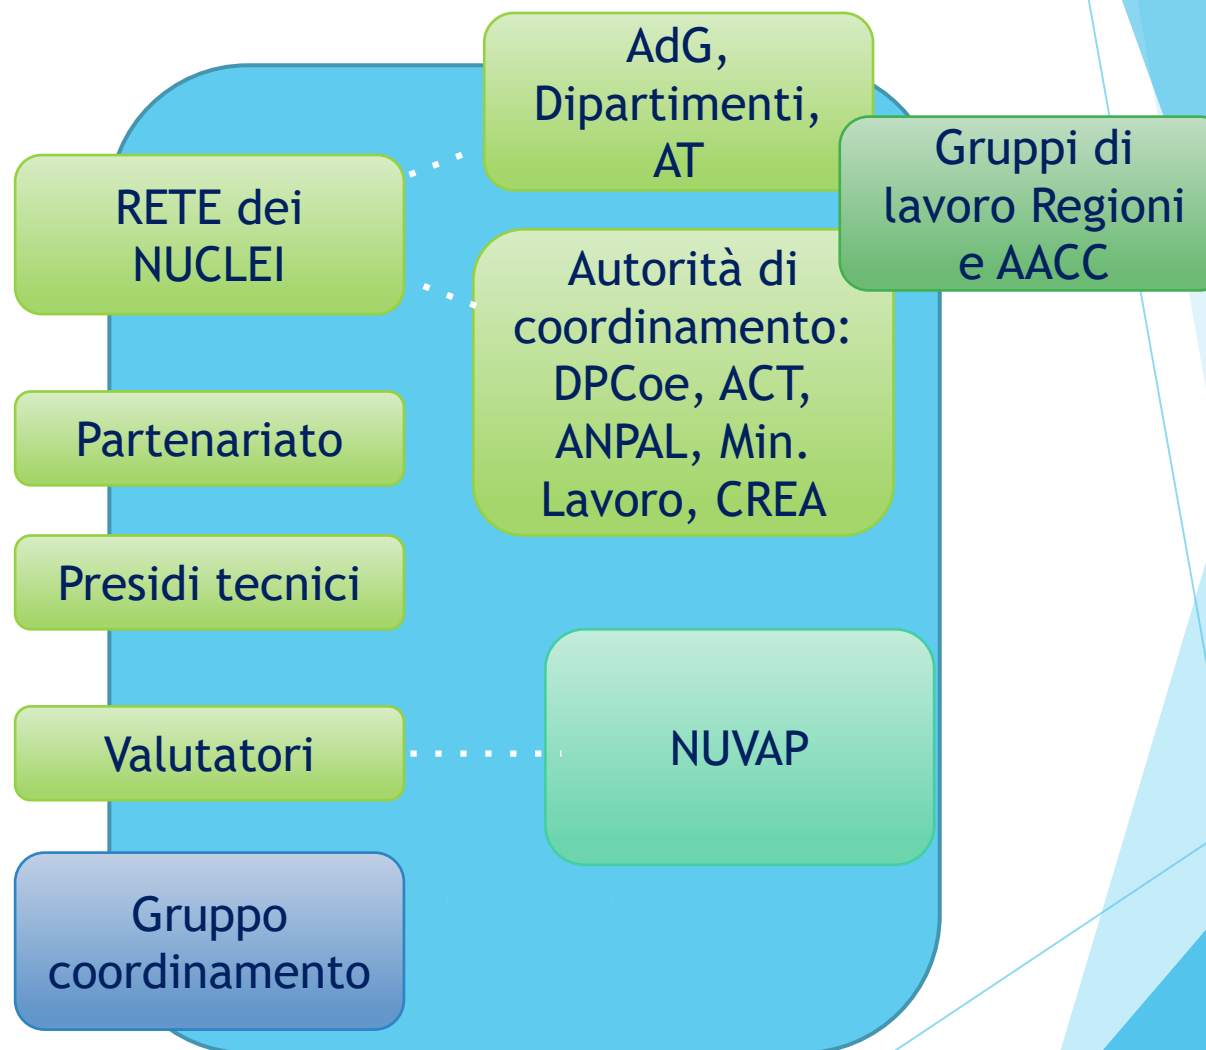 AdG,
Dipartimenti,
AT
Gruppi di
lavoro Regioni
e AACC
RETE dei
NUCLEI
Autorità di
coordinamento:
DPCoe, ACT,
ANPAL, Min.
Lavoro, CREA
Partenariato
Presidi tecnici
Valutatori
NUVAP
Gruppo
coordinamento